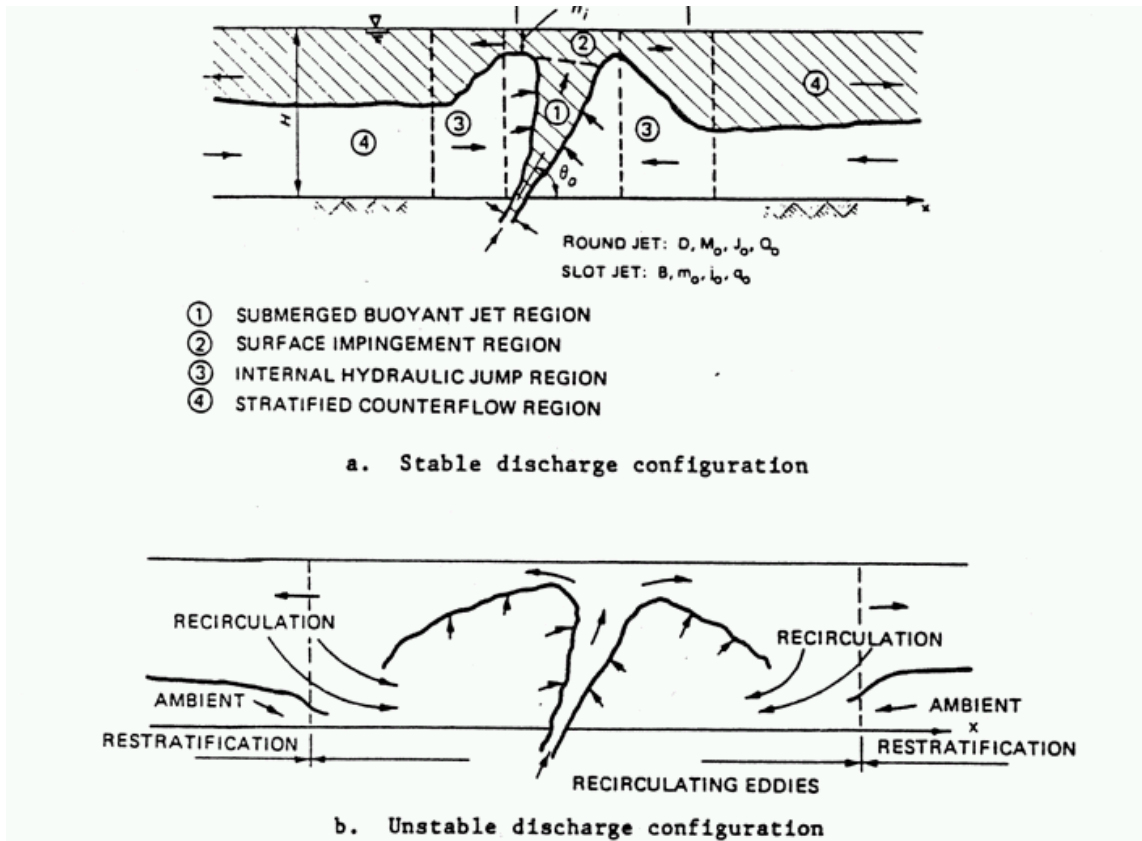 h_i
②
④
H
③
①
③
④
θ_o
x
ROUND JET: D, M_o, J_o, Q_o
SLOT JET: B, m_o, j_o, q_o
① SUBMERGED BUOYANT JET REGION
② SURFACE IMPINGEMENT REGION
③ INTERNAL HYDRAULIC JUMP REGION
④ STRATIFIED COUNTERFLOW REGION
a. Stable discharge configuration
RECIRCULATION
RECIRCULATION
AMBIENT
AMBIENT
x
RESTRATIFICATION
RESTRATIFICATION
RECIRCULATING EDDIES
b. Unstable discharge configuration